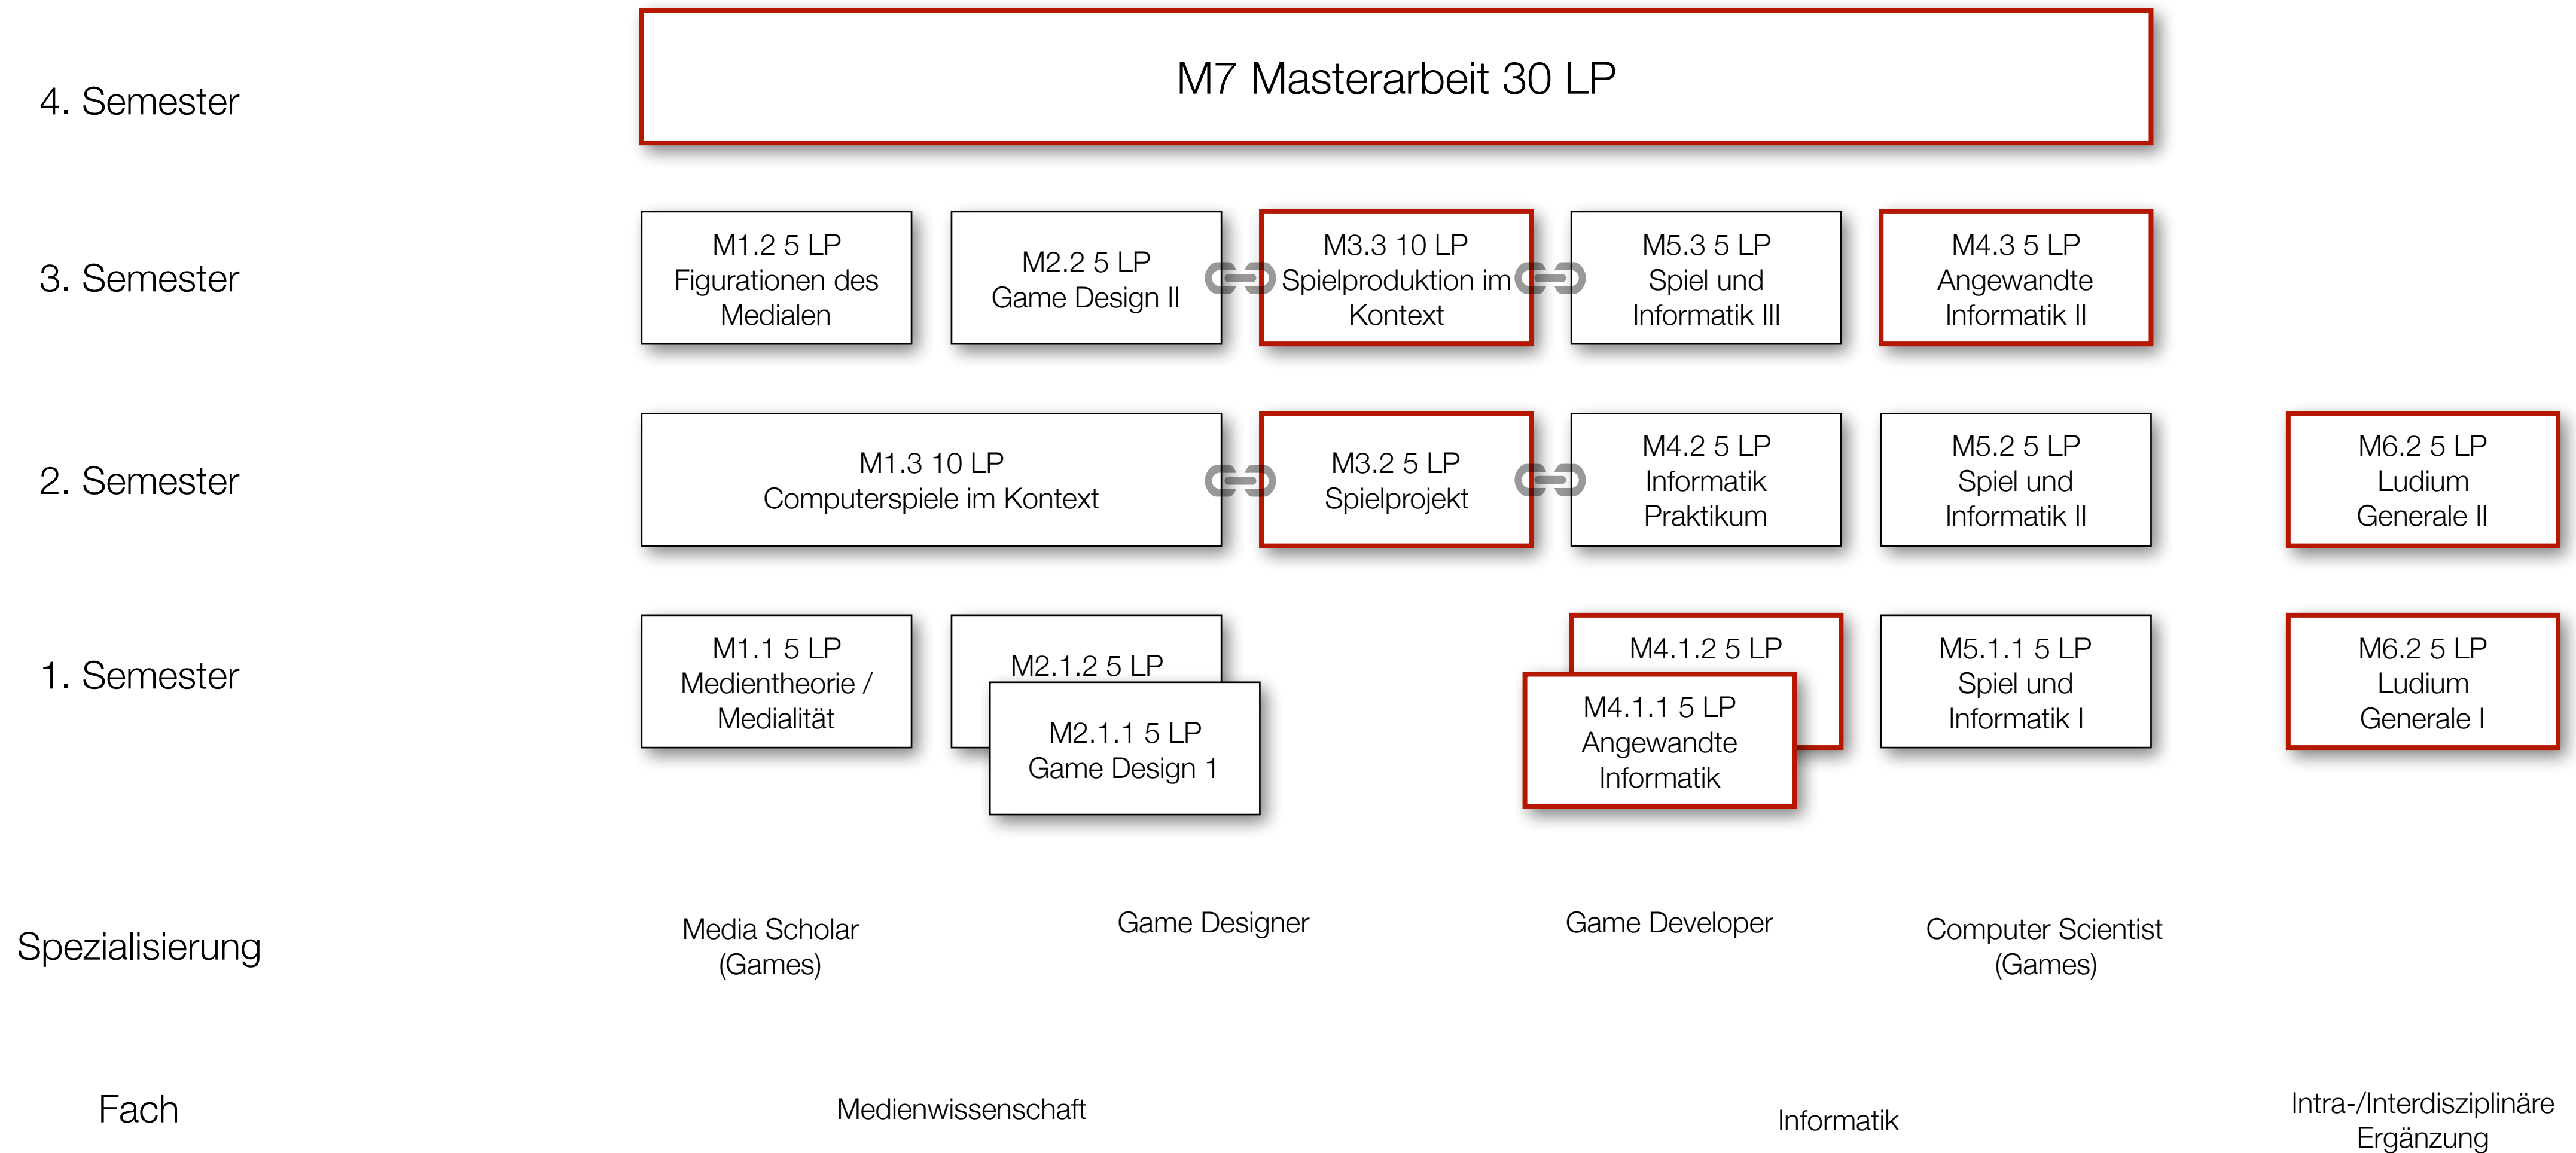 4. Semester
M7 Masterarbeit 30 LP
3. Semester
M1.2 5 LP
Figurationen des
Medialen
M2.2 5 LP
Game Design II
M3.3 10 LP
Spielproduktion im
Kontext
M5.3 5 LP
Spiel und
Informatik III
M4.3 5 LP
Angewandte
Informatik II
2. Semester
M1.3 10 LP
Computerspiele im Kontext
M3.2 5 LP
Spielprojekt
M4.2 5 LP
Informatik
Praktikum
M5.2 5 LP
Spiel und
Informatik II
M6.2 5 LP
Ludium
Generale II
1. Semester
M1.1 5 LP
Medientheorie /
Medialität
M2.1.2 5 LP
M2.1.1 5 LP
Game Design 1
M4.1.2 5 LP
M4.1.1 5 LP
Angewandte
Informatik
M5.1.1 5 LP
Spiel und
Informatik I
M6.2 5 LP
Ludium
Generale I
Spezialisierung
Media Scholar
(Games)
Game Designer
Game Developer
Computer Scientist
(Games)
Fach
Medienwissenschaft
Informatik
Intra-/Interdisziplinäre
Ergänzung